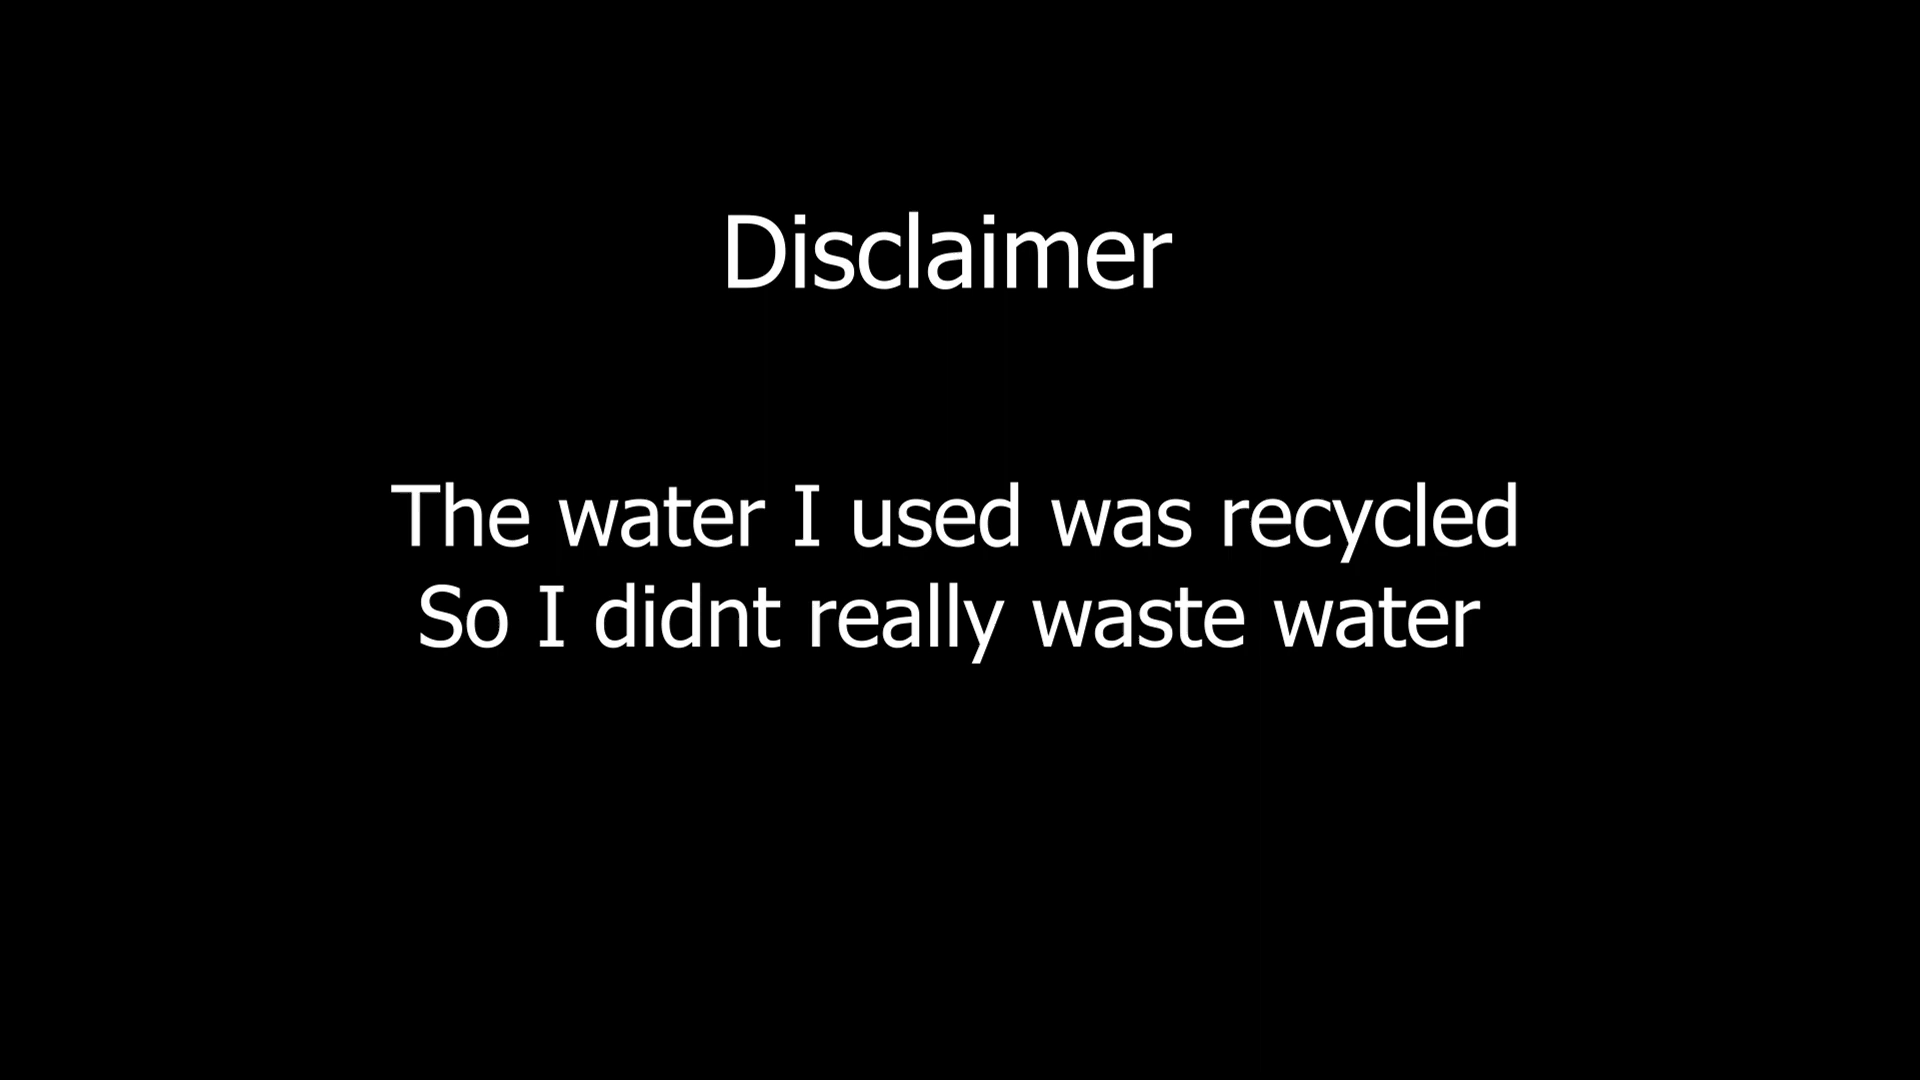 Disclaimer
The water I used was recycled
So I didnt really waste water